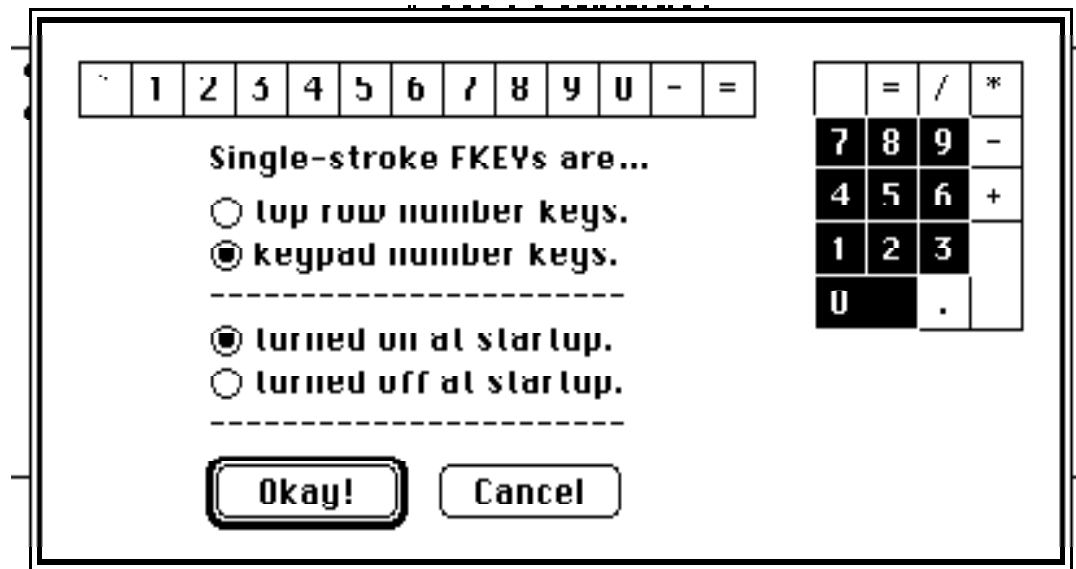 ` 1 2 3 4 5 6 7 8 9 0 - =
Single-stroke FKEYs are...
top row number keys.
keypad number keys.
------------------------
turned on at startup.
turned off at startup.
------------------------
Okay!
Cancel
= / *
7 8 9 -
4 5 6 +
1 2 3
0 .